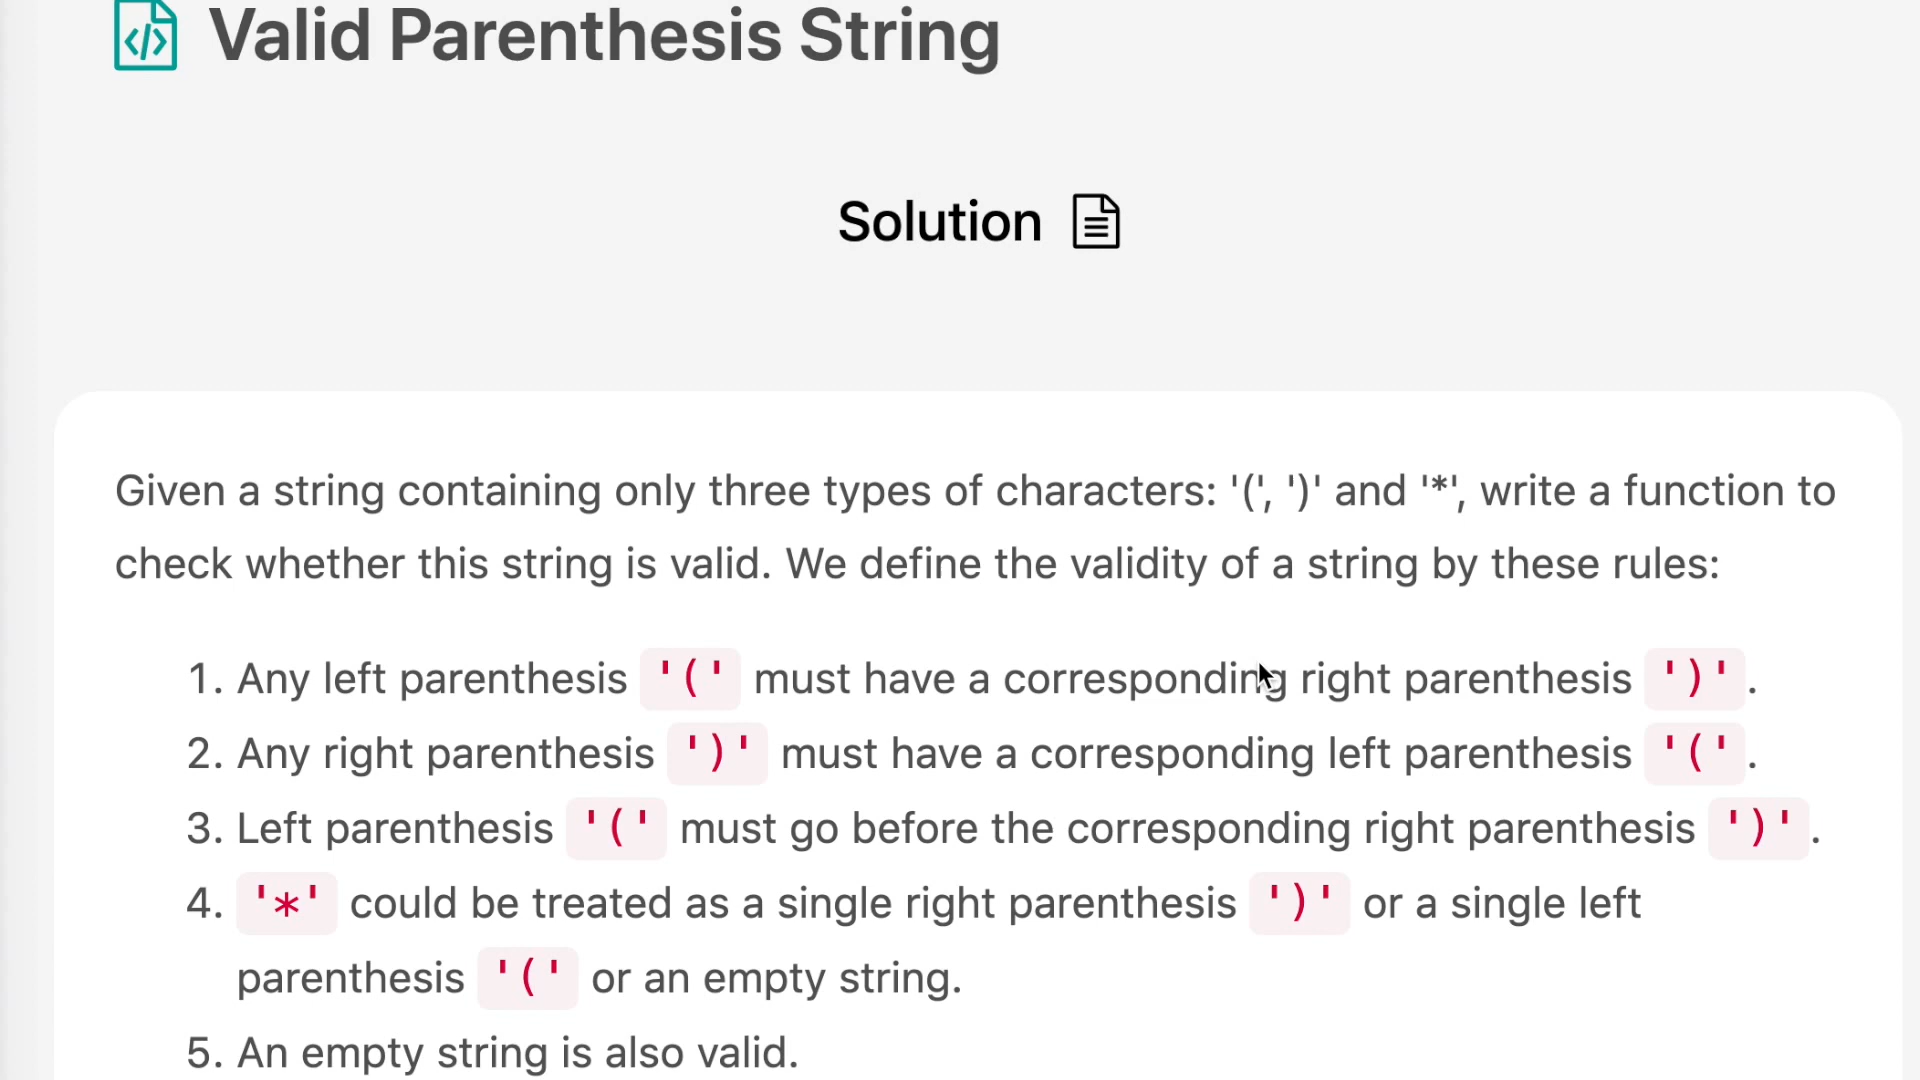 Valid Parenthesis String
Solution
Given a string containing only three types of characters: '(', ')' and '*', write a function to
check whether this string is valid. We define the validity of a string by these rules:
1. Any left parenthesis '(' must have a corresponding right parenthesis ')'.
2. Any right parenthesis ')' must have a corresponding left parenthesis '('.
3. Left parenthesis '(' must go before the corresponding right parenthesis ')'.
4. '*' could be treated as a single right parenthesis ')' or a single left
parenthesis '(' or an empty string.
5. An empty string is also valid.